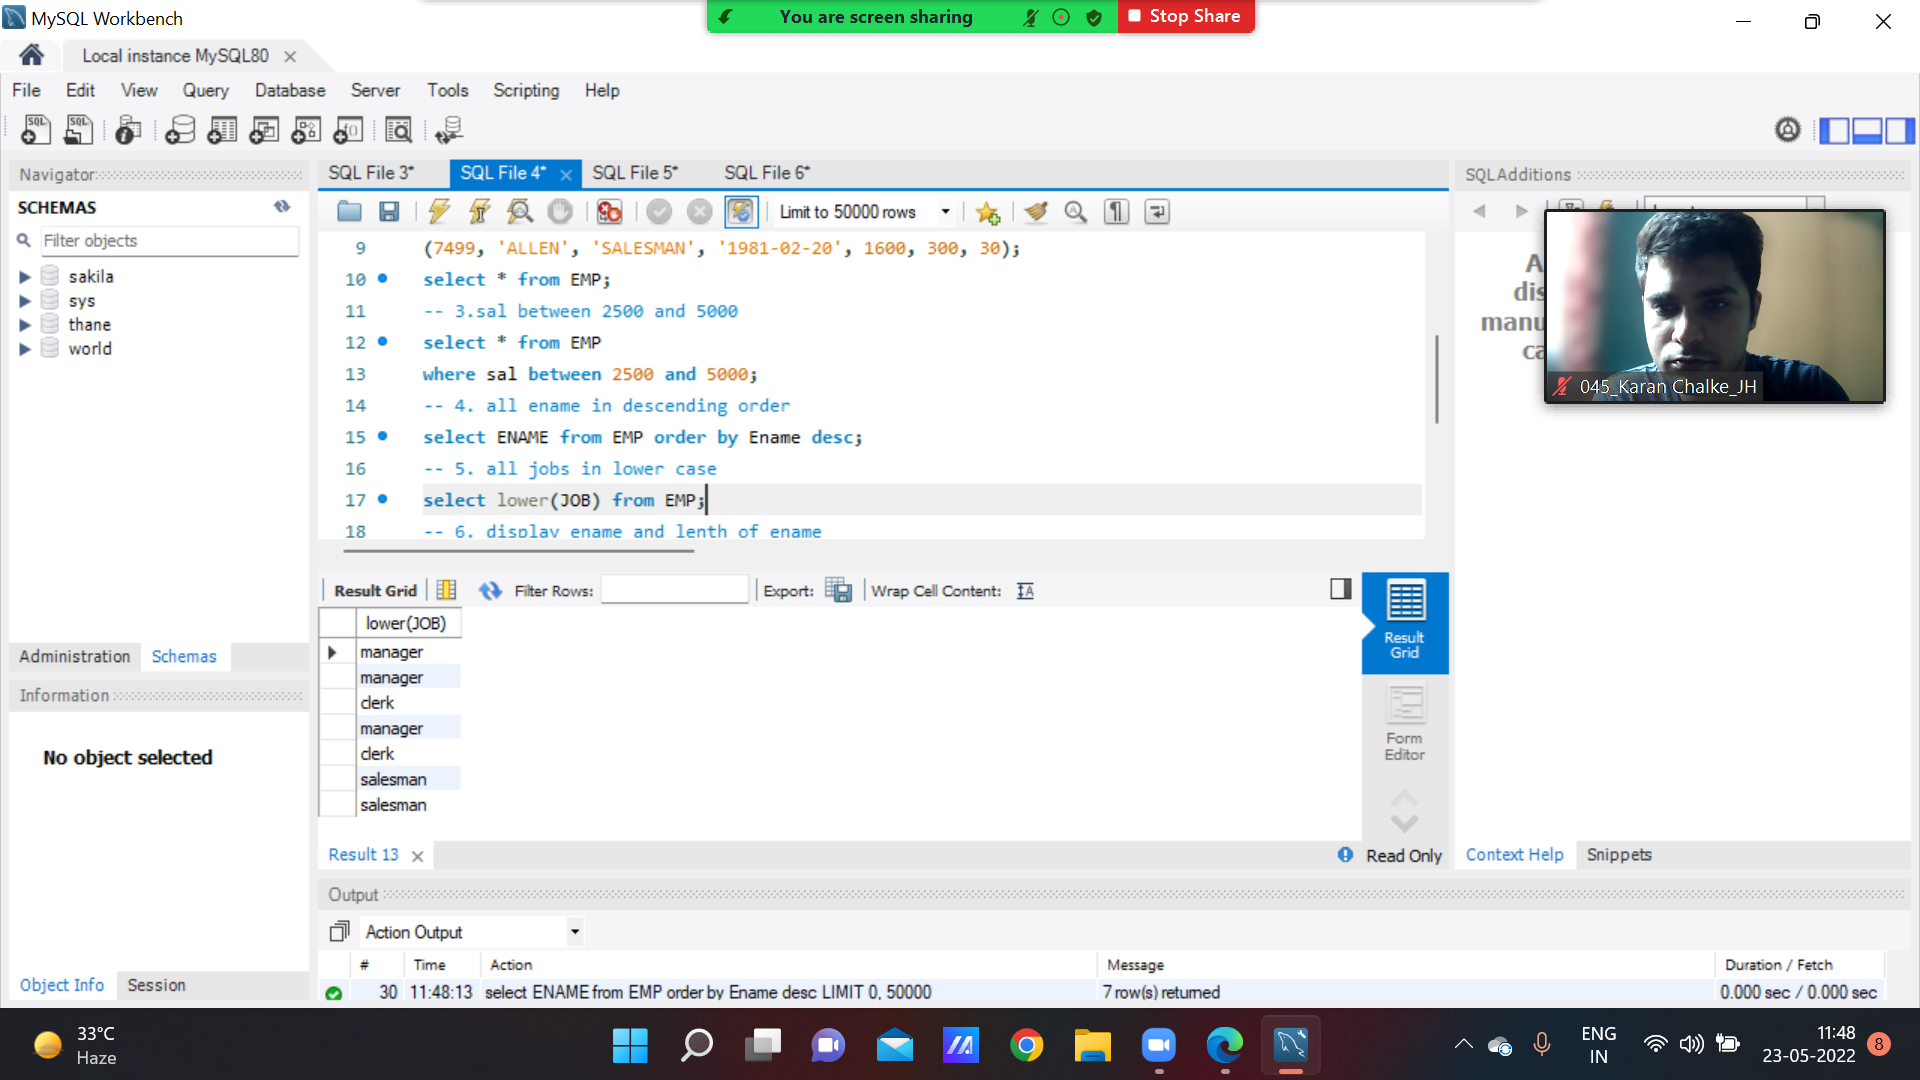 MySQL Workbench
You are screen sharing
Stop Share
Local instance MySQL80
File Edit View Query Database Server Tools Scripting Help
Navigator
SCHEMAS
Filter objects
sakila
sys
thane
world
Administration Schemas
Information
No object selected
Object Info Session
SQL File 3* SQL File 4* SQL File 5* SQL File 6*
Limit to 50000 rows
9 (7499, 'ALLEN', 'SALESMAN', '1981-02-20', 1600, 300, 30);
10 select * from EMP;
11 -- 3.sal between 2500 and 5000
12 select * from EMP
13 where sal between 2500 and 5000;
14 -- 4. all ename in descending order
15 select ENAME from EMP order by Ename desc;
16 -- 5. all jobs in lower case
17 select lower(JOB) from EMP;
18 -- 6. display ename and lenth of ename
Result Grid Filter Rows: Export: Wrap Cell Content:
lower(JOB)
manager
manager
clerk
manager
clerk
salesman
salesman
Result Grid
Form Editor
Result 13
Read Only
SQLAdditions
045_Karan Chalke_JH
Context Help Snippets
Output
Action Output
# Time Action Message Duration / Fetch
30 11:48:13 select ENAME from EMP order by Ename desc LIMIT 0, 50000 7 row(s) returned 0.000 sec / 0.000 sec
33°C
Haze
ENG
IN
11:48
23-05-2022
8